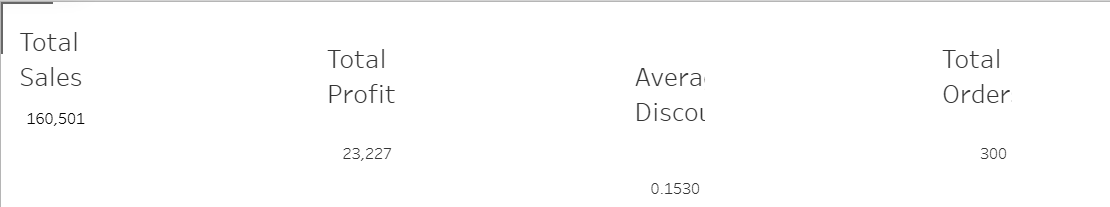 Total
Sales
160,501
Total
Profit
23,227
Avera
Discou
0.1530
Total
Order
300